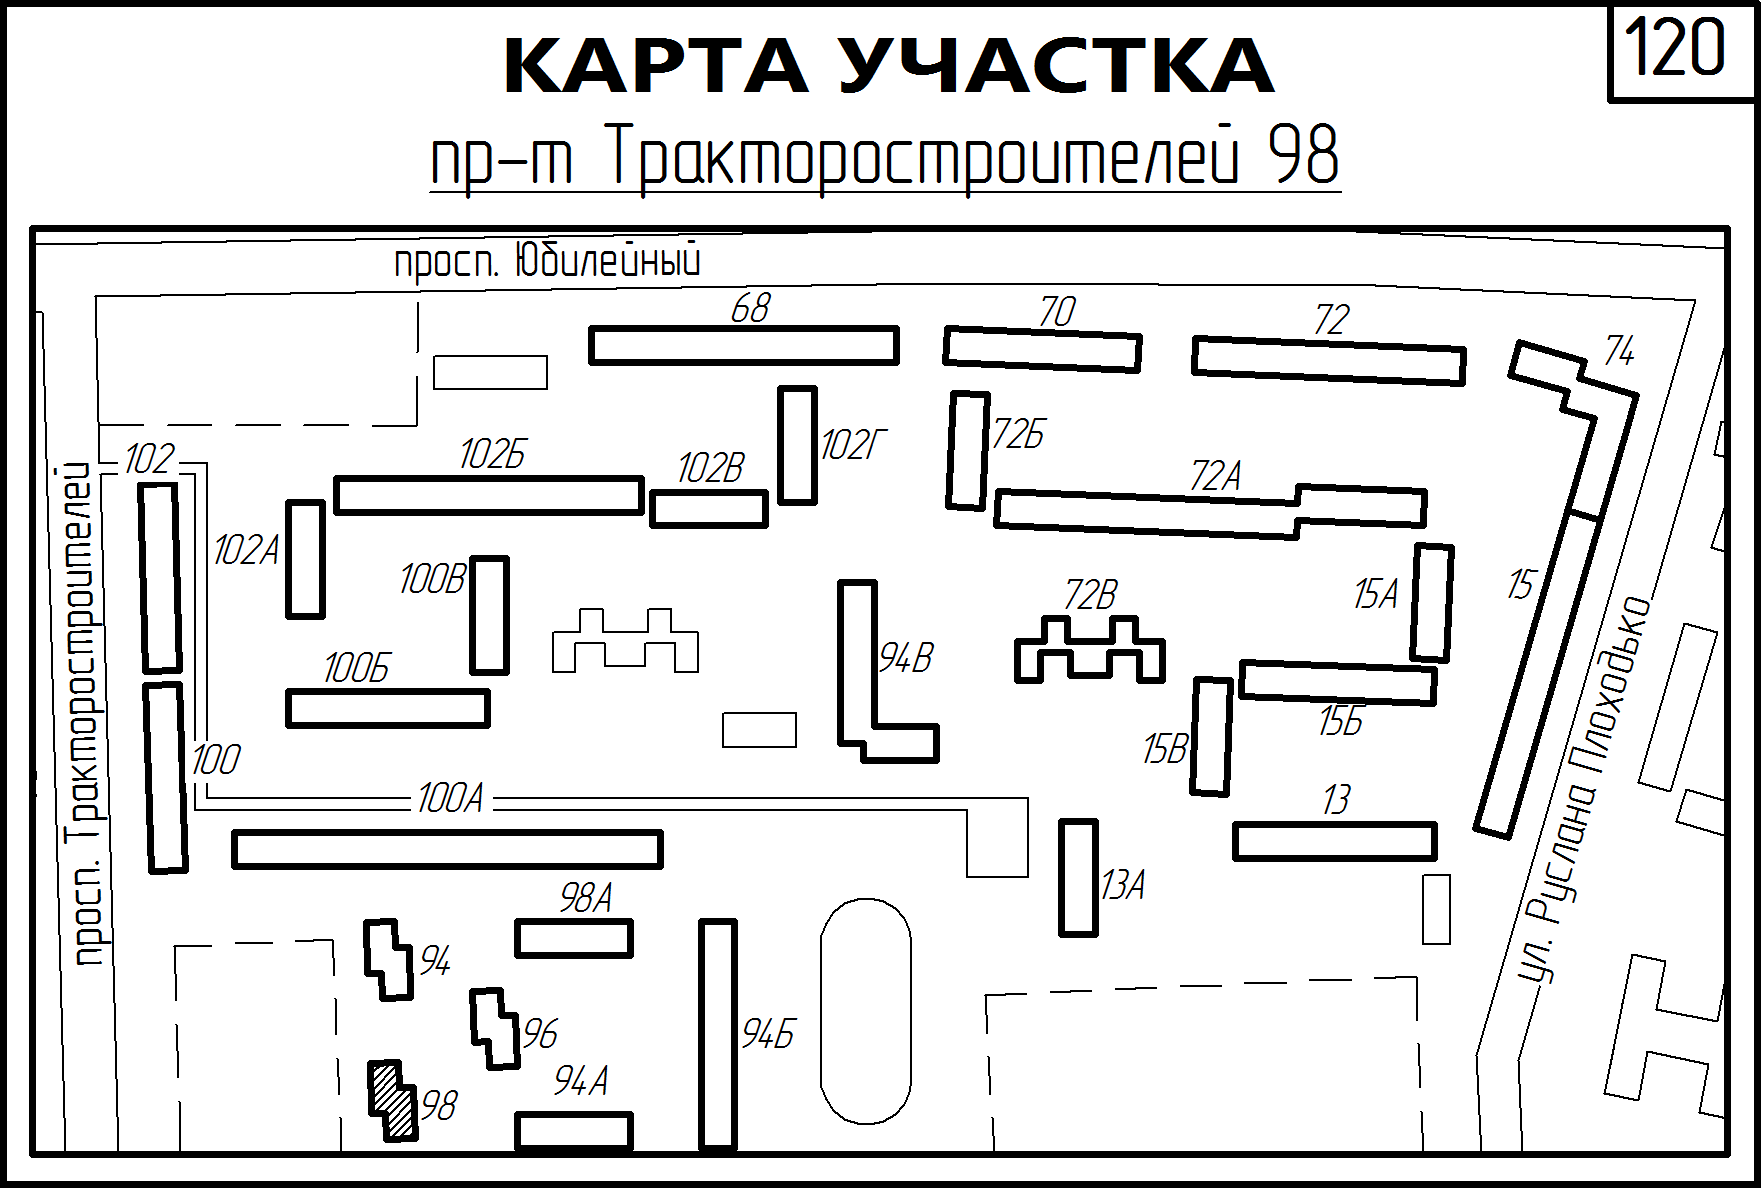 120
КАРТА УЧАСТКА
пр-т Тракторостроителей 98
просп. Юбилейный
68
70
72
74
102
102Б
102В
102Г
72Б
72А
102А
100В
15А
15
72В
100Б
94В
15Б
15В
100
100А
13
13А
98А
94
96
94Б
94А
98
просп. Тракторостроителей
ул. Руслана Плоходько